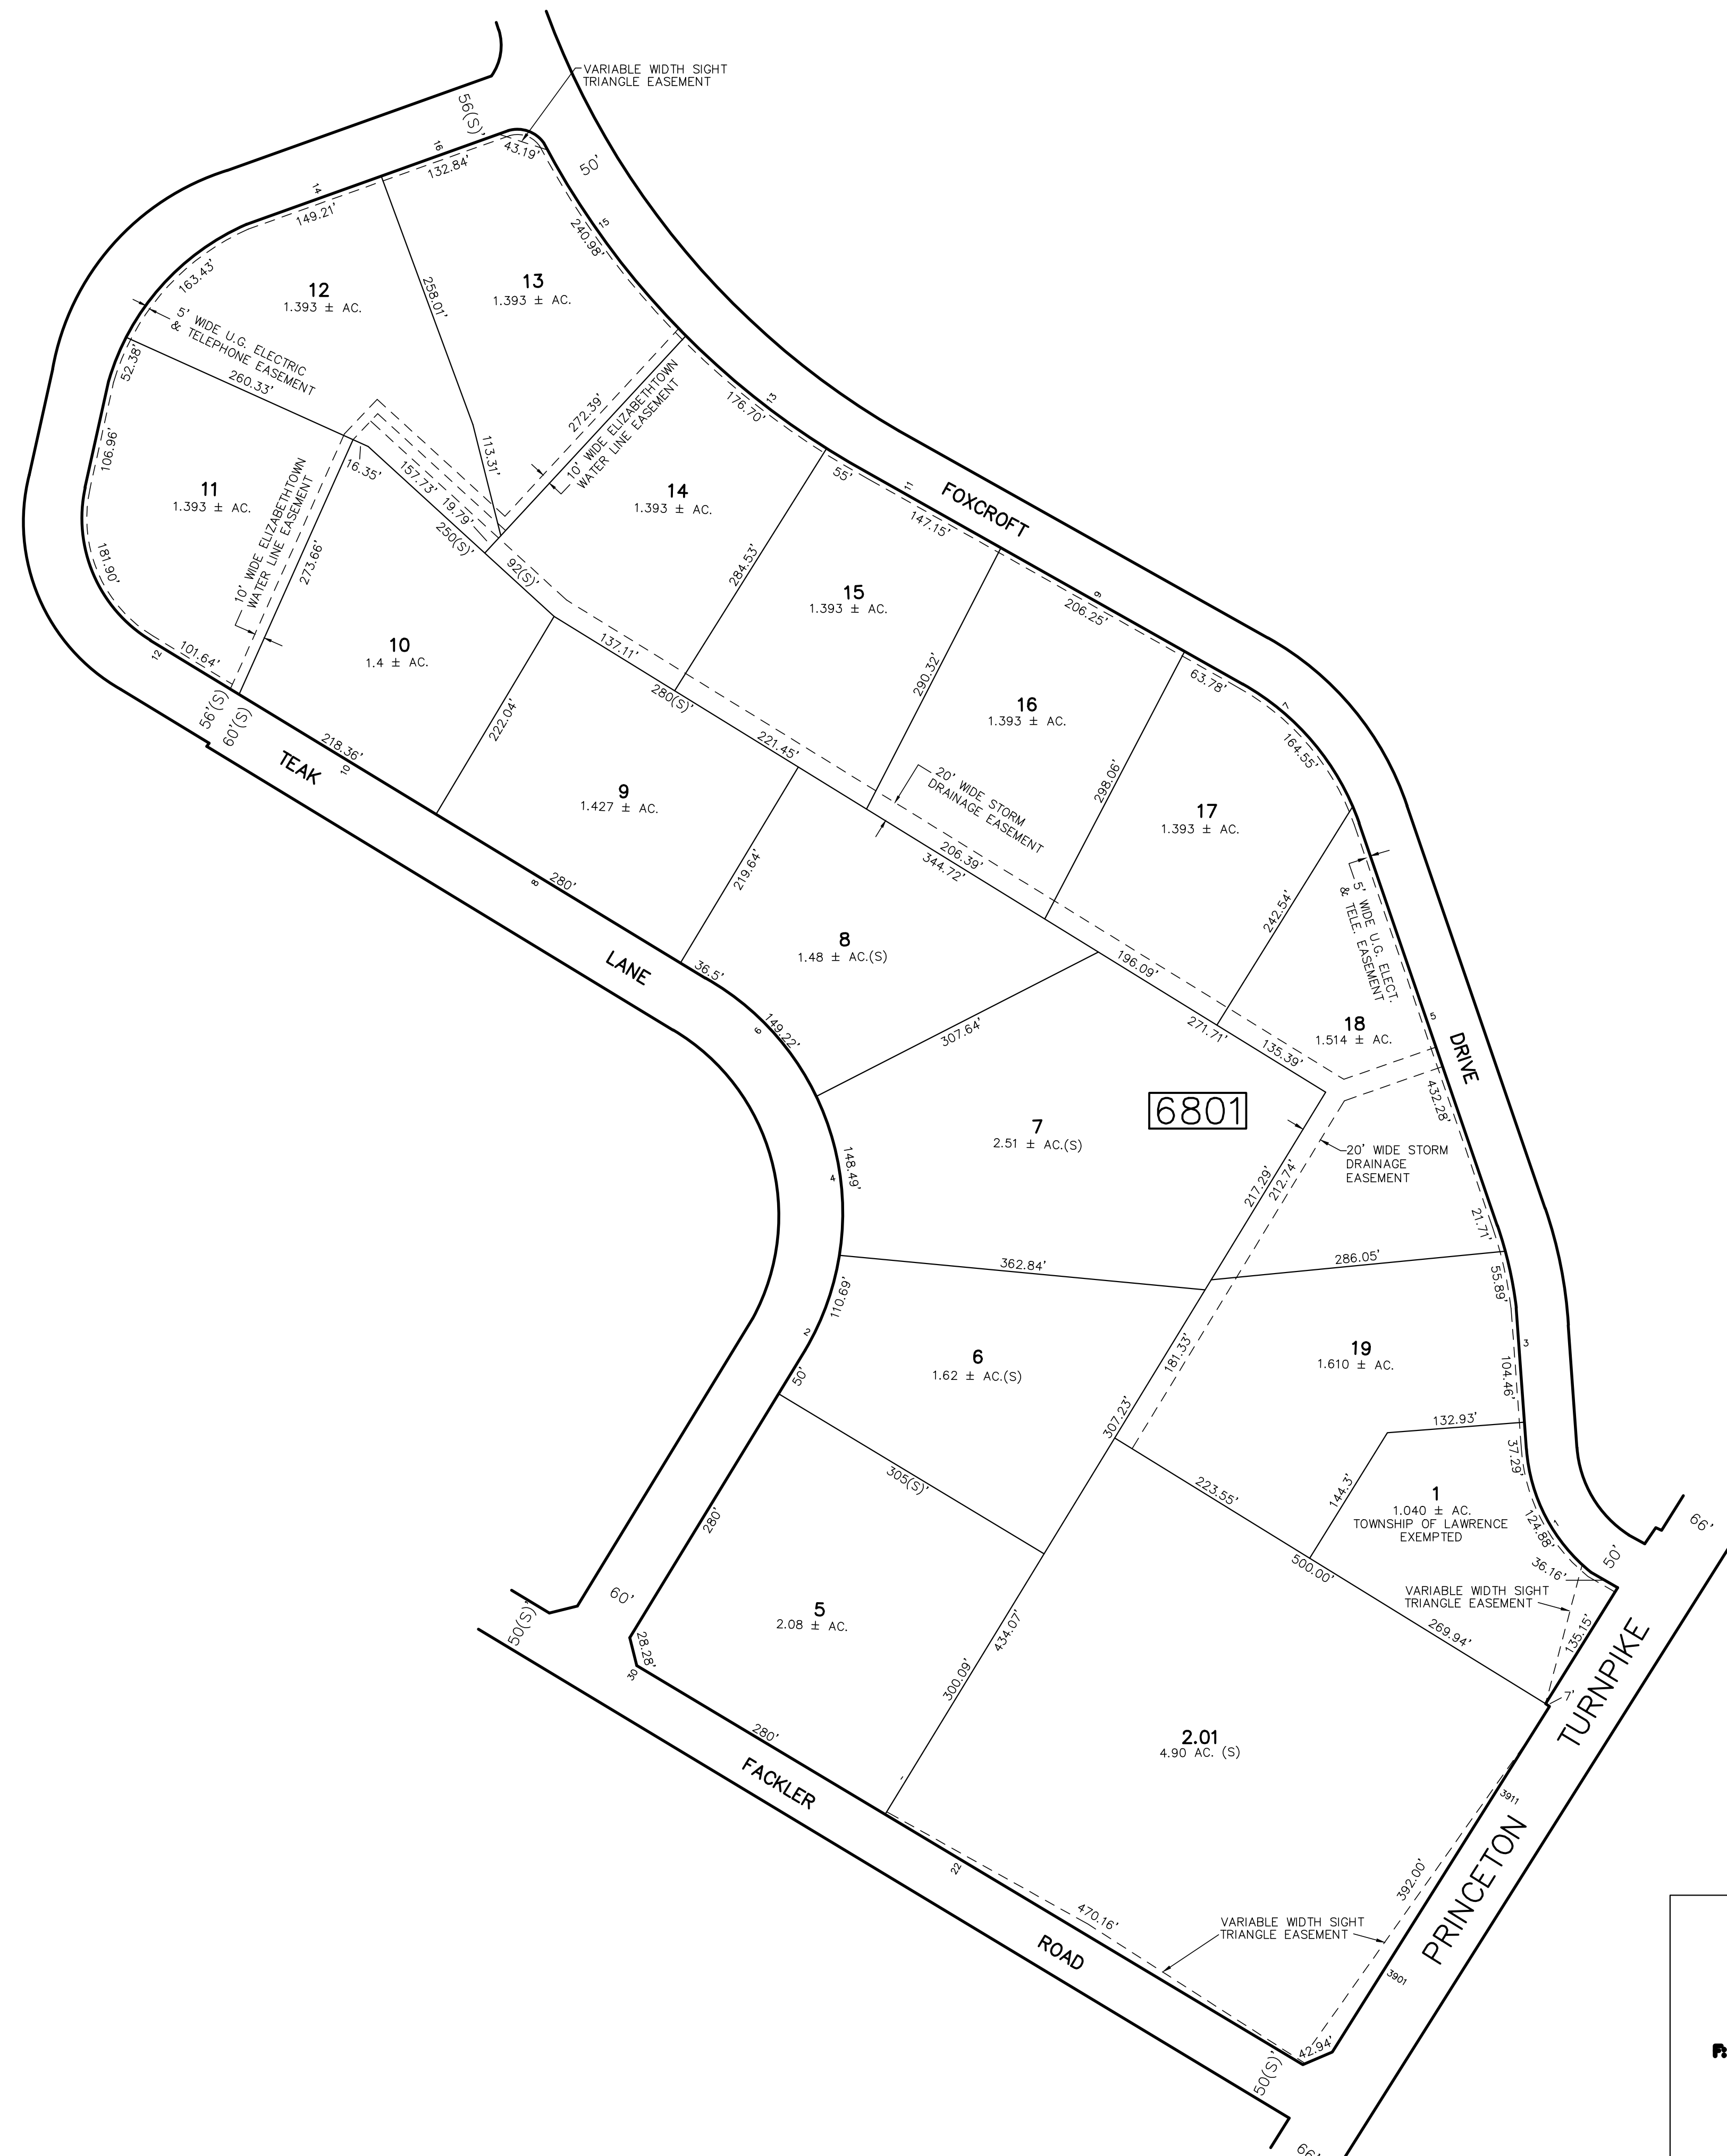 VARIABLE WIDTH SIGHT
TRIANGLE EASEMENT
56(S)'
43.19'
50'
16
132.84'
14
149.21'
15
240.98'
163.43'
12
1.393 ± AC.
13
1.393 ± AC.
258.01'
5' WIDE U.G. ELECTRIC
& TELEPHONE EASEMENT
52.38'
260.33'
272.39'
10' WIDE ELIZABETHTOWN
WATER LINE EASEMENT
13
176.70'
113.31'
106.96'
16.35'
157.73'
19.79'
250(S)'
92(S)'
11
1.393 ± AC.
10' WIDE ELIZABETHTOWN
WATER LINE EASEMENT
273.66'
181.90'
14
1.393 ± AC.
55'
11
147.15'
FOXCROFT
284.53'
15
1.393 ± AC.
9
206.25'
12
101.64'
10
1.4 ± AC.
137.11'
280(S)'
290.32'
16
1.393 ± AC.
63.78'
7
164.55'
56'(S)
60'(S)
218.36'
10
TEAK
222.04'
221.45'
9
1.427 ± AC.
20' WIDE STORM
DRAINAGE EASEMENT
298.06'
17
1.393 ± AC.
206.39'
344.72'
8
280'
219.64'
242.54'
5' WIDE U.G. ELECT.
& TELE. EASEMENT
LANE
36.5'
8
1.48 ± AC.(S)
196.09'
271.71'
135.39'
18
1.514 ± AC.
5
DRIVE
6
149.22'
307.64'
432.28'
6801
7
2.51 ± AC.(S)
20' WIDE STORM
DRAINAGE
EASEMENT
4
148.49'
217.29'
212.74'
21.71'
362.84'
286.05'
55.89'
110.69'
2
50'
6
1.62 ± AC.(S)
181.33'
19
1.610 ± AC.
3
104.46'
307.23'
132.93'
37.29'
305(S)'
223.55'
144.3'
1
1.040 ± AC.
TOWNSHIP OF LAWRENCE
EXEMPTED
1
124.88'
66'
50'
280'
500.00'
36.16'
VARIABLE WIDTH SIGHT
TRIANGLE EASEMENT
60'
50(S)'
5
2.08 ± AC.
434.07'
269.94'
135.15'
28.28'
30
300.09'
7'
TURNPIKE
280'
2.01
4.90 AC. (S)
FACKLER
3911
22
392.00'
PRINCETON
470.16'
VARIABLE WIDTH SIGHT
TRIANGLE EASEMENT
ROAD
3901
42.94'
50(S)'
66'